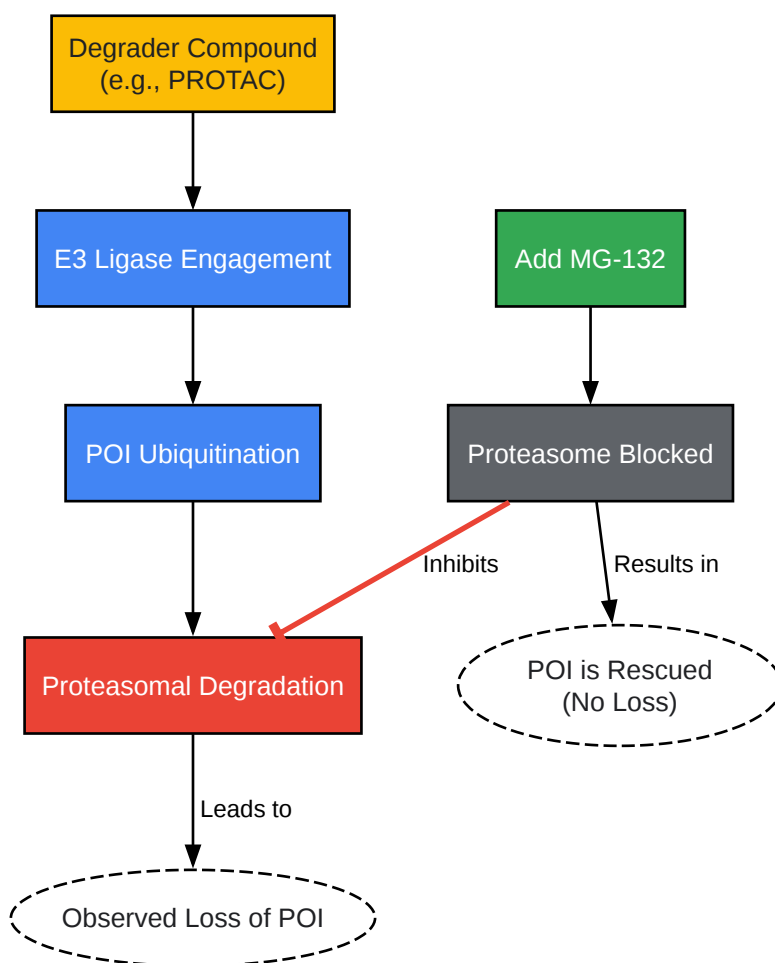 Degrader Compound
(e.g., PROTAC)
E3 Ligase Engagement
Add MG-132
POI Ubiquitination
Proteasome Blocked
Inhibits
Results in
Proteasomal Degradation
POI is Rescued
(No Loss)
Leads to
Observed Loss of POI